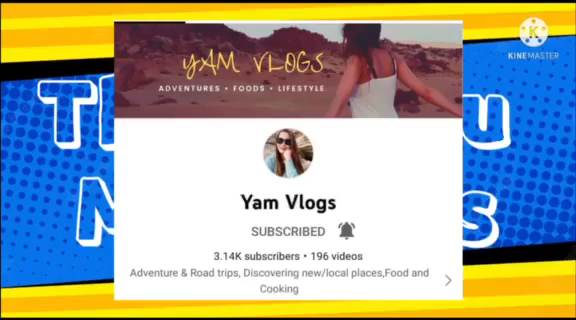 YAM VLOGS
ADVENTURES • FOODS • LIFESTYLE
K
KINEMASTER
Yam Vlogs
SUBSCRIBED
3.14K subscribers • 196 videos
Adventure & Road trips, Discovering new/local places,Food and
Cooking